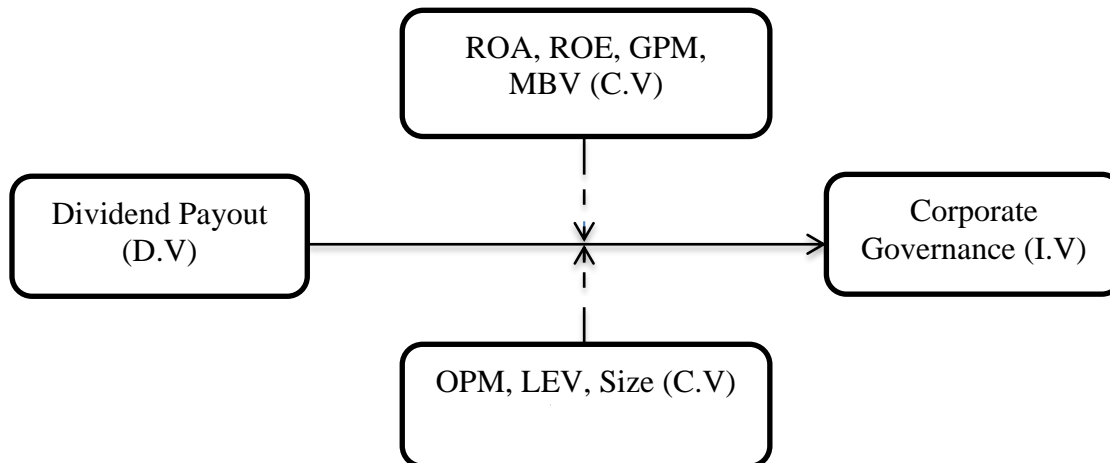 ROA, ROE, GPM,
MBV (C.V)
Dividend Payout
(D.V)
Corporate
Governance (I.V)
OPM, LEV, Size (C.V)